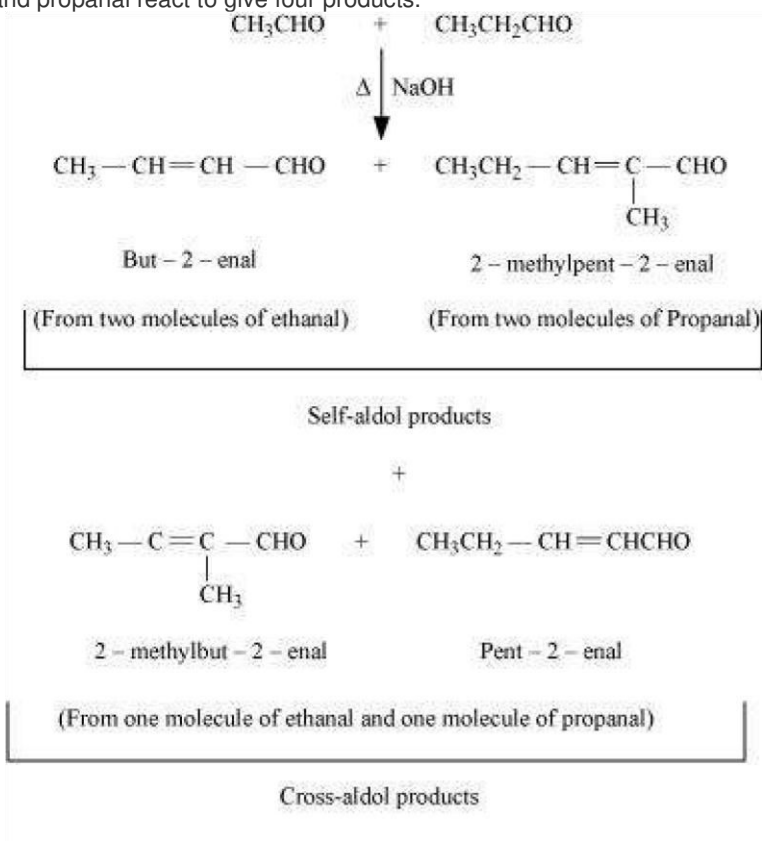 and propanal react to give four products.
CH₃CHO + CH₃CH₂CHO
Δ NaOH
CH₃ — CH = CH — CHO + CH₃CH₂ — CH = C — CHO
CH₃
But – 2 – enal 2 – methylpent – 2 – enal
(From two molecules of ethanal) (From two molecules of Propanal)
Self-aldol products
+
CH₃ — C = C — CHO + CH₃CH₂ — CH = CHCHO
CH₃
2 – methylbut – 2 – enal Pent – 2 – enal
(From one molecule of ethanal and one molecule of propanal)
Cross-aldol products